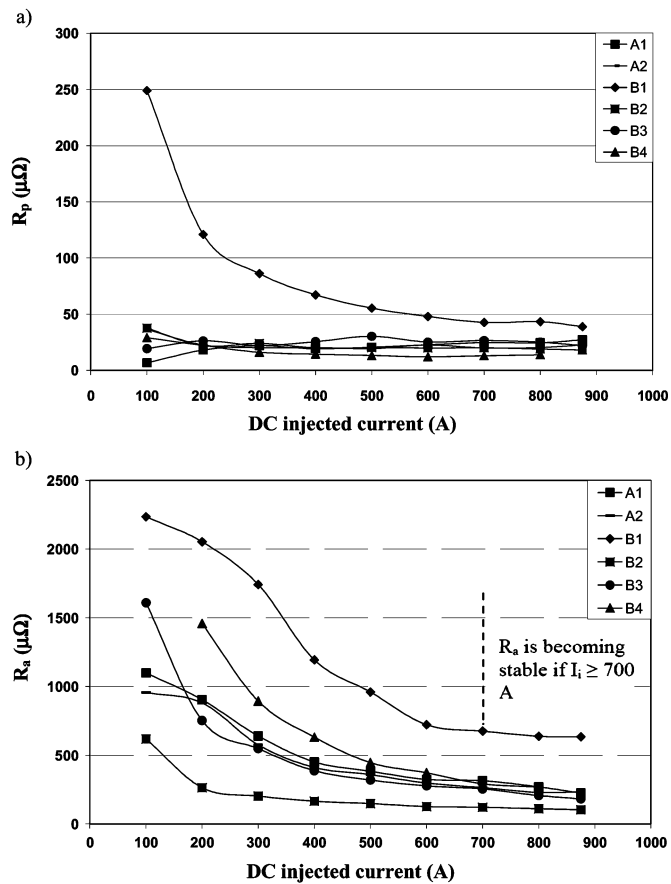 a)
300
250
200
150
100
50
0
Rₚ (µΩ)
0 100 200 300 400 500 600 700 800 900 1000
DC injected current (A)
A1
A2
B1
B2
B3
B4
b)
2500
2000
1500
1000
500
0
Rₐ (µΩ)
0 100 200 300 400 500 600 700 800 900 1000
DC injected current (A)
A1
A2
B1
B2
B3
B4
Rₐ is becoming
stable if Iᵢ ≥ 700
A